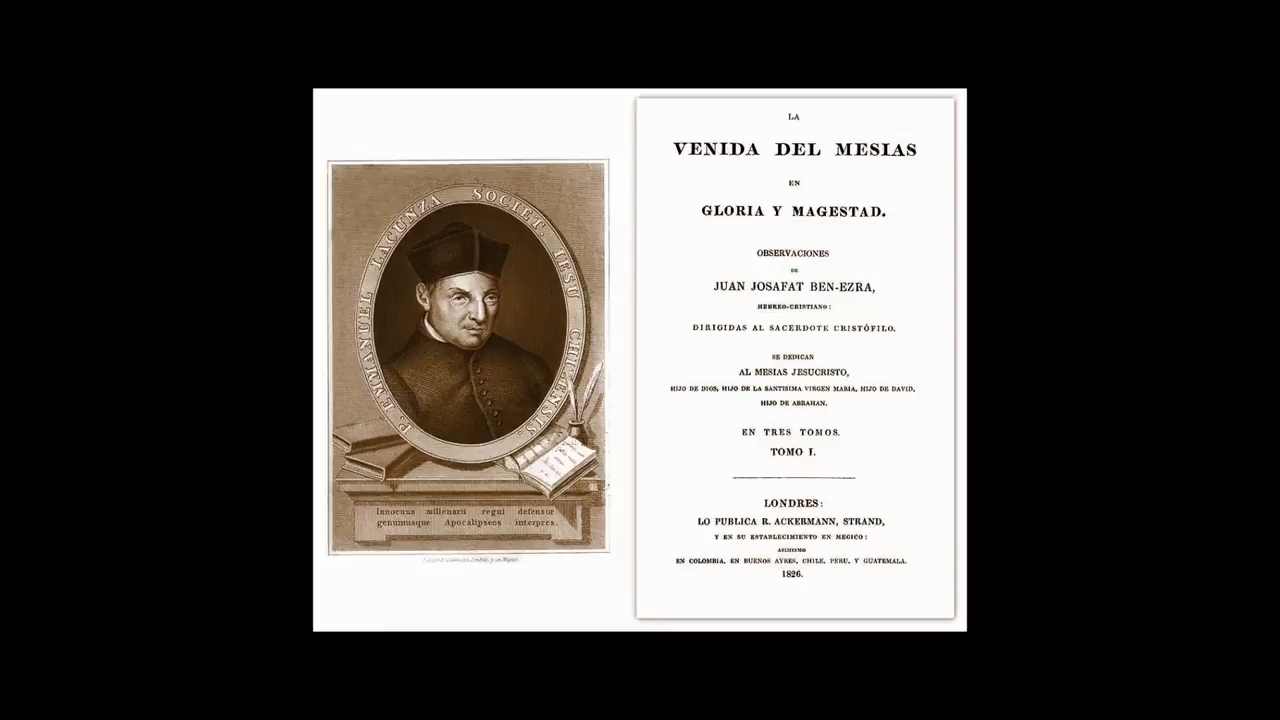 P. EMMANUEL LACUNZA SOCIET. IESU CHILENSIS.
Innocuus millenarii regni defensor
genuinusque Apocalipseos interpres.
LA
VENIDA DEL MESIAS
EN
GLORIA Y MAGESTAD.
OBSERVACIONES
DE
JUAN JOSAFAT BEN-EZRA,
HEBREO-CRISTIANO:
DIRIGIDAS AL SACERDOTE CRISTÓFILO.
SE DEDICAN
AL MESIAS JESUCRISTO,
HIJO DE DIOS, HIJO DE LA SANTISIMA VIRGEN MARIA, HIJO DE DAVID,
HIJO DE ABRAHAN.
EN TRES TOMOS.
TOMO I.
LONDRES:
LO PUBLICA R. ACKERMANN, STRAND,
Y EN SU ESTABLECIMIENTO EN MEGICO:
ASIMISMO
EN COLOMBIA, EN BUENOS AYRES, CHILE, PERU, Y GUATEMALA.
1826.